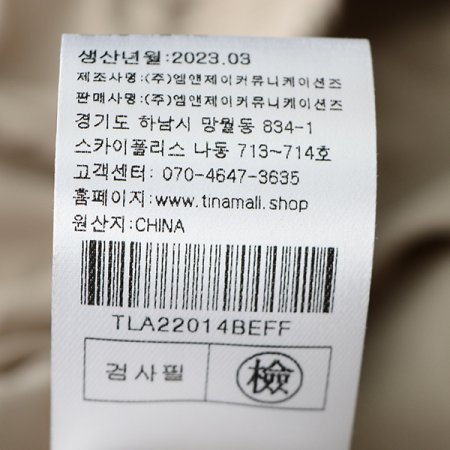 생산년월:2023.03
제조사명:(주)엠앤제이커뮤니케이션즈
판매사명:(주)엠앤제이커뮤니케이션즈
경기도 하남시 망월동 834-1
스카이폴리스 나동 713~714호
고객센터: 070-4647-3635
홈페이지:www.tinamall.shop
원산지:CHINA
TLA22014BEFF
검사필 檢